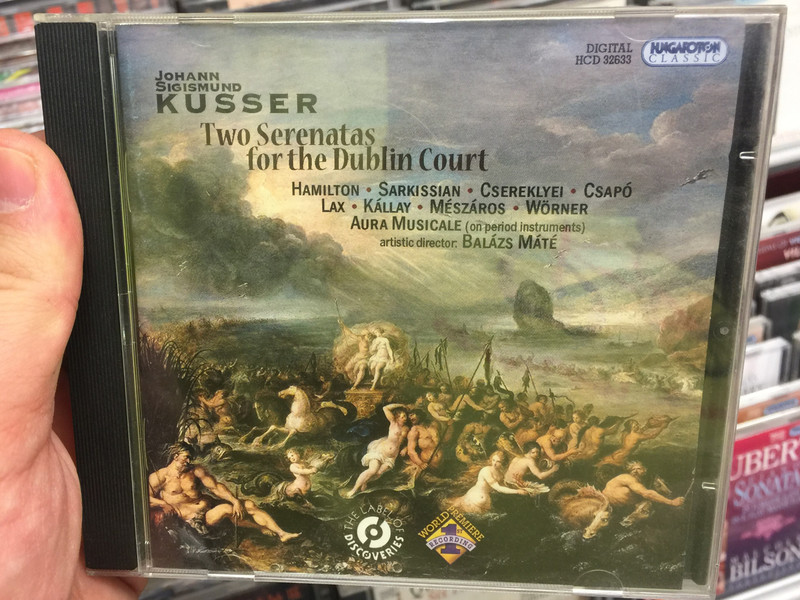 DIGITAL
HCD 32633
HUNGAROTON
CLASSIC
JOHANN
SIGISMUND
KUSSER
Two Serenatas
for the Dublin Court
HAMILTON • SARKISSIAN • CSEREKLYEI • CSAPÓ
LAX • KÁLLAY • MÉSZÁROS • WÖRNER
AURA MUSICALE (on period instruments)
artistic director: BALÁZS MÁTÉ
THE LABEL OF
DISCOVERIES
WORLD PREMIERE
1st
RECORDING
UBER
SONATA
BILSON